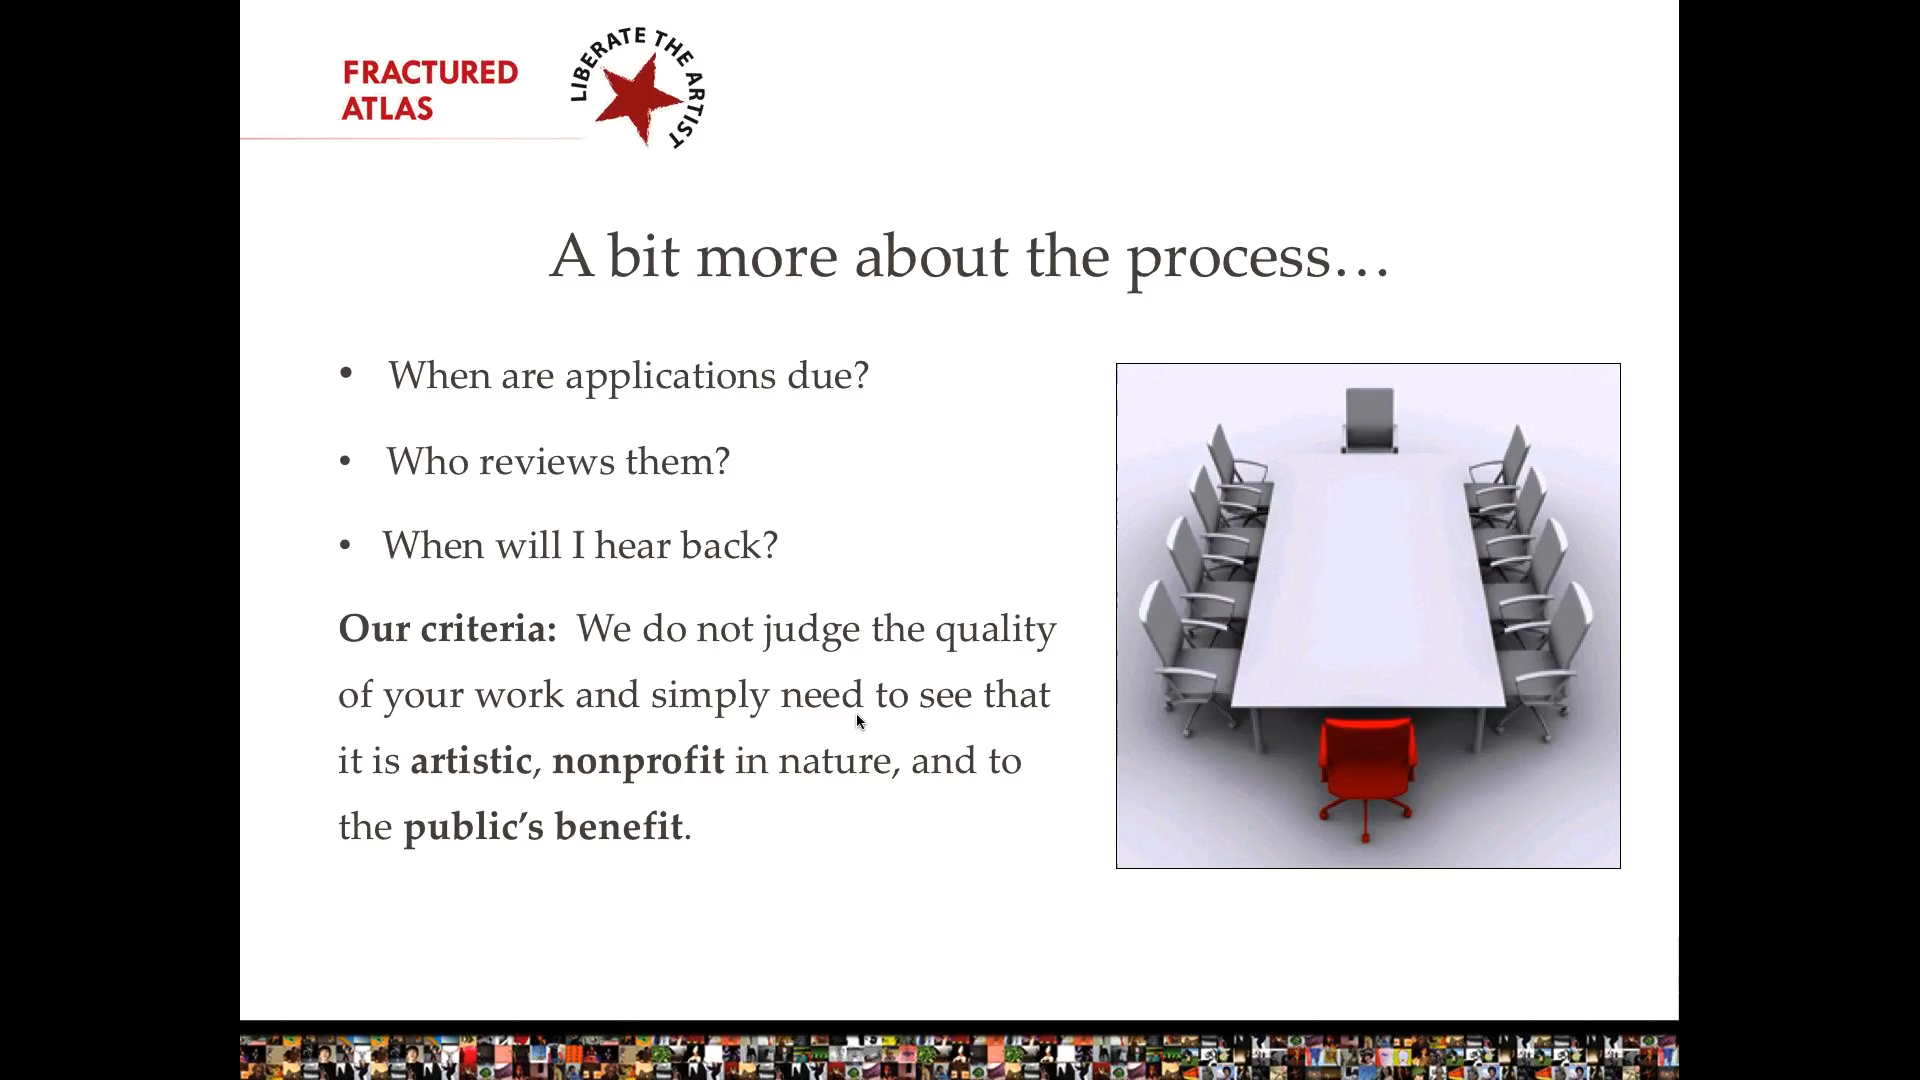 FRACTURED
ATLAS
LIBERATE THE ARTIST
A bit more about the process…
• When are applications due?
• Who reviews them?
• When will I hear back?
Our criteria: We do not judge the quality
of your work and simply need to see that
it is artistic, nonprofit in nature, and to
the public’s benefit.